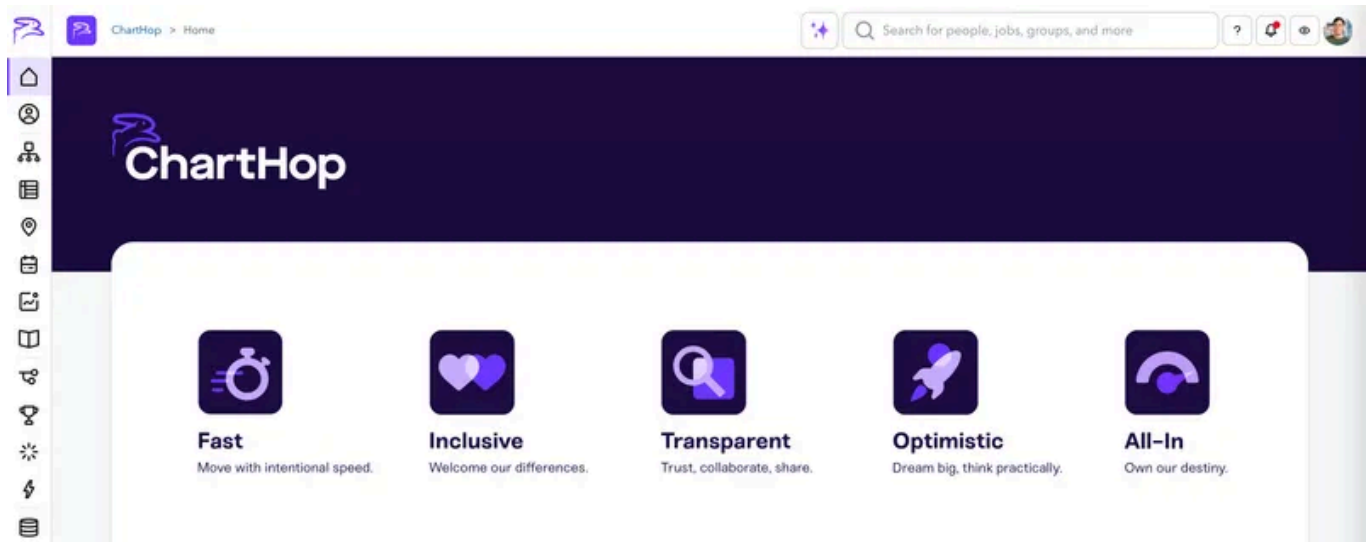 ChartHop > Home
Search for people, jobs, groups, and more
?
ChartHop
Fast
Move with intentional speed.
Inclusive
Welcome our differences.
Transparent
Trust, collaborate, share.
Optimistic
Dream big, think practically.
All-In
Own our destiny.